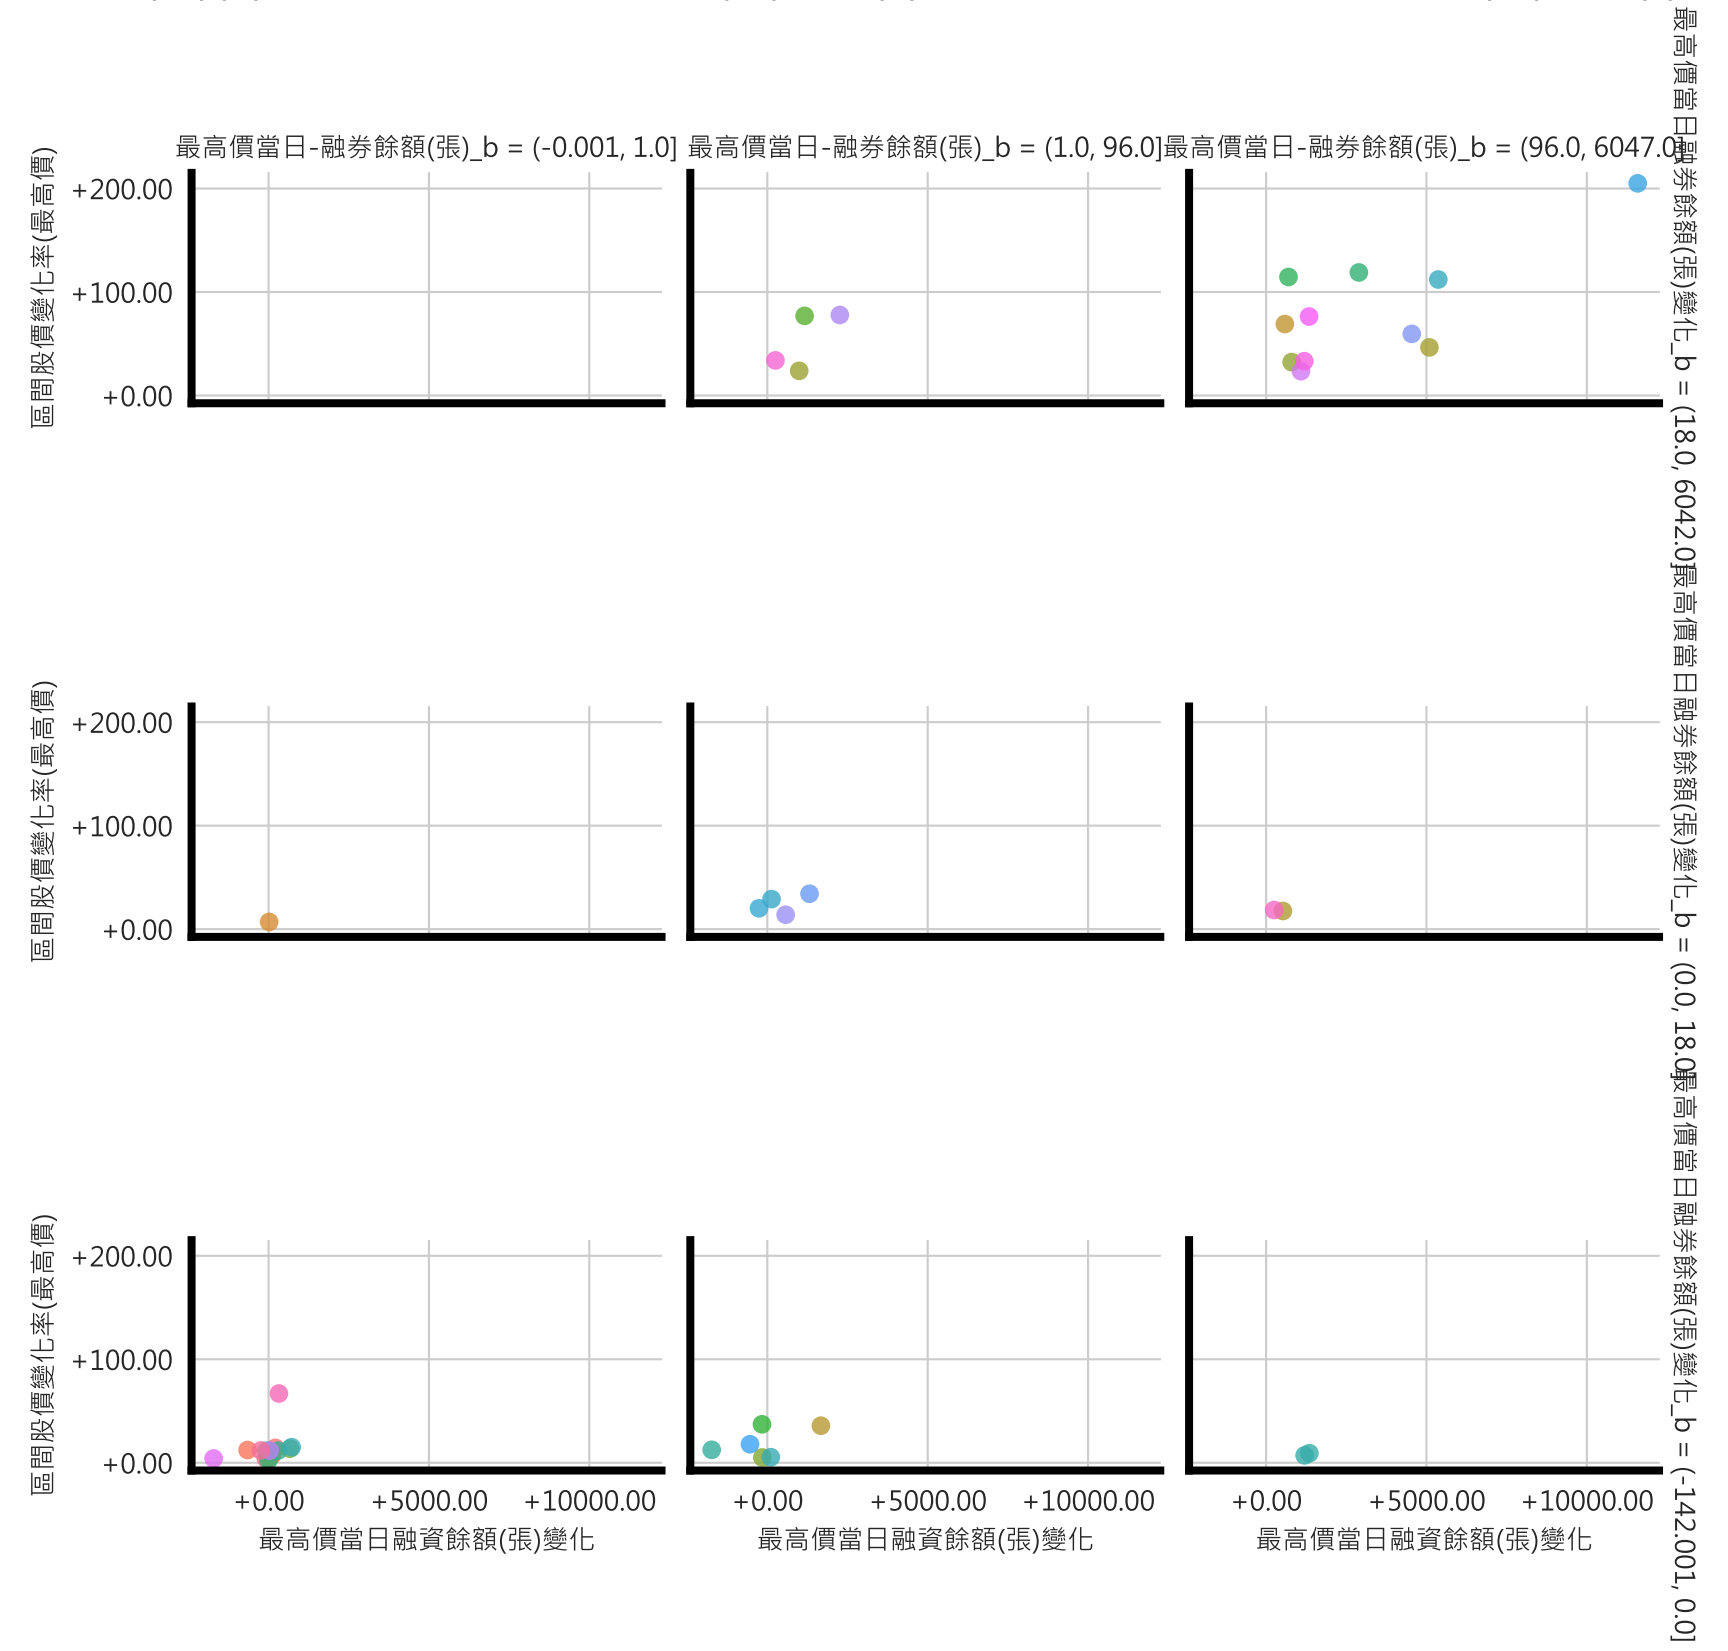 最高價當日-融券餘額(張)_b = (-0.001, 1.0]
最高價當日-融券餘額(張)_b = (1.0, 96.0]
最高價當日-融券餘額(張)_b = (96.0, 6047.0]
最高價當日融券餘額(張)變化_b = (18.0, 6042.0]
區間股價變化率(最高價)
+200.00
+100.00
+0.00
最高價當日融券餘額(張)變化_b = (0.0, 18.0]
區間股價變化率(最高價)
+200.00
+100.00
+0.00
最高價當日融券餘額(張)變化_b = (-142.001, 0.0]
區間股價變化率(最高價)
+200.00
+100.00
+0.00
+0.00 +5000.00 +10000.00
+0.00 +5000.00 +10000.00
+0.00 +5000.00 +10000.00
最高價當日融資餘額(張)變化
最高價當日融資餘額(張)變化
最高價當日融資餘額(張)變化